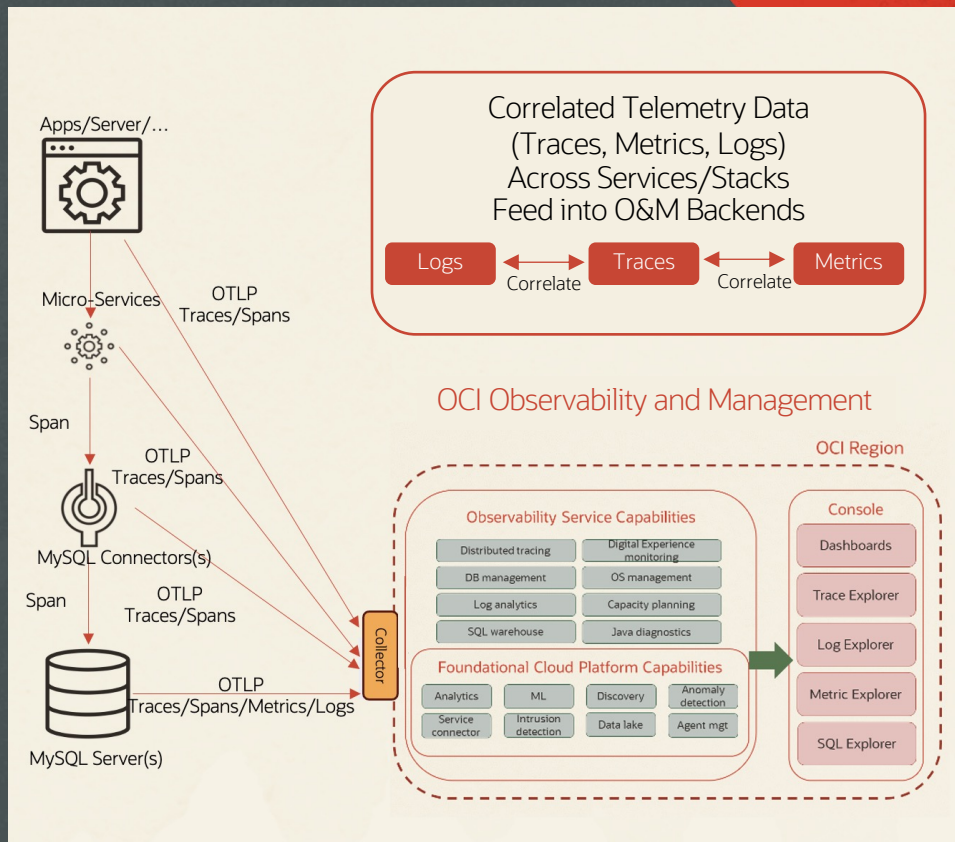 Correlated Telemetry Data
(Traces, Metrics, Logs)
Across Services/Stacks
Feed into O&M Backends
Logs
Correlate
Traces
Correlate
Metrics
Apps/Server/...
Micro-Services
OTLP
Traces/Spans
Span
OTLP
Traces/Spans
MySQL Connectors(s)
Span
OTLP
Traces/Spans
OTLP
Traces/Spans/Metrics/Logs
MySQL Server(s)
Collector
OCI Observability and Management
OCI Region
Observability Service Capabilities
Distributed tracing
Digital Experience
monitoring
DB management
OS management
Log analytics
Capacity planning
SQL warehouse
Java diagnostics
Foundational Cloud Platform Capabilities
Analytics
ML
Discovery
Anomaly
detection
Service
connector
Intrusion
detection
Data lake
Agent mgt
Console
Dashboards
Trace Explorer
Log Explorer
Metric Explorer
SQL Explorer